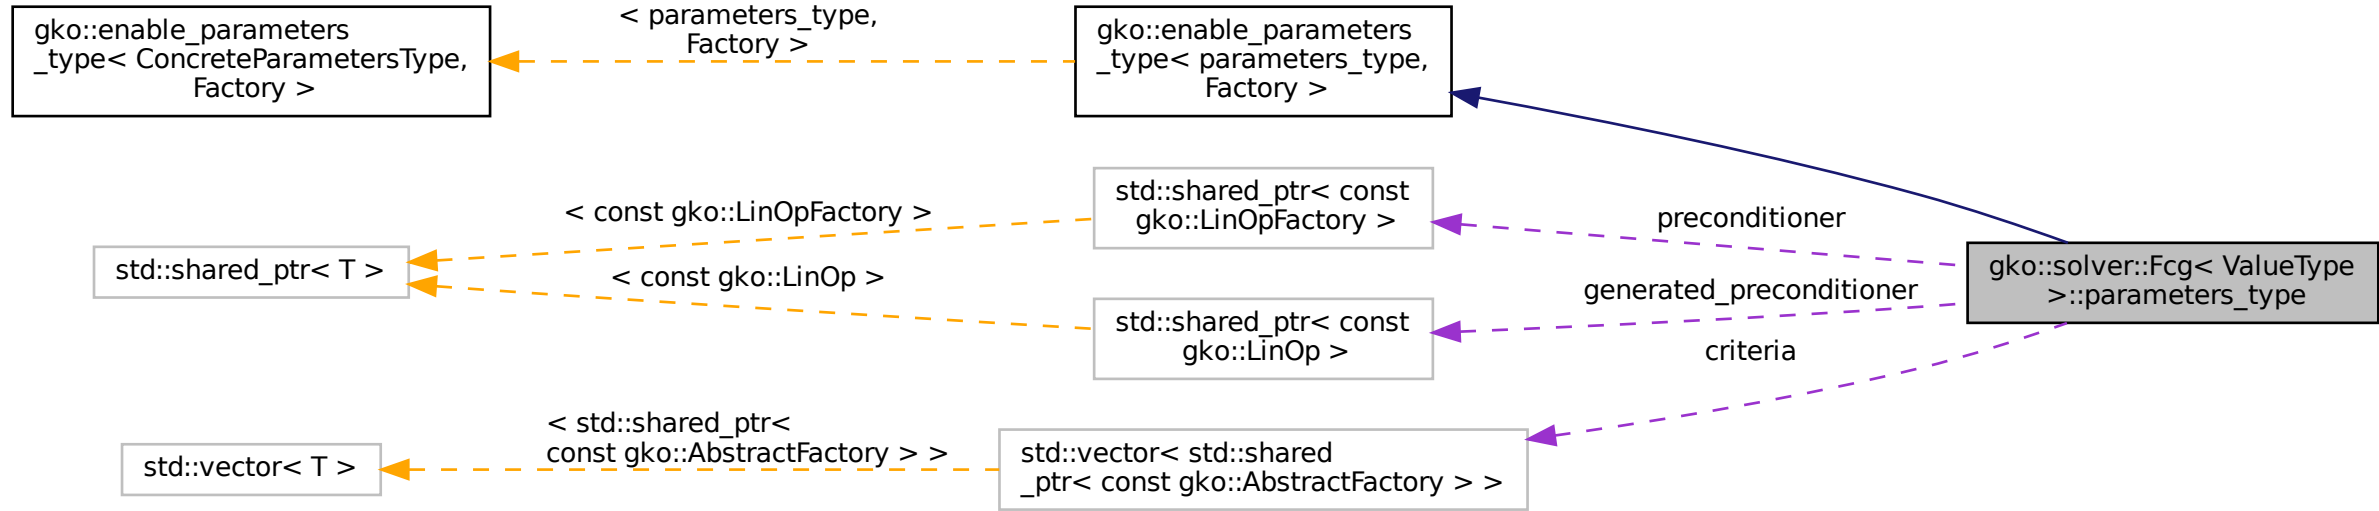 gko::enable_parameters
_type< ConcreteParametersType,
Factory >
< parameters_type,
Factory >
gko::enable_parameters
_type< parameters_type,
Factory >
std::shared_ptr< T >
< const gko::LinOpFactory >
std::shared_ptr< const
gko::LinOpFactory >
preconditioner
< const gko::LinOp >
std::shared_ptr< const
gko::LinOp >
generated_preconditioner
gko::solver::Fcg< ValueType
>::parameters_type
criteria
std::vector< T >
< std::shared_ptr<
const gko::AbstractFactory > >
std::vector< std::shared
_ptr< const gko::AbstractFactory > >